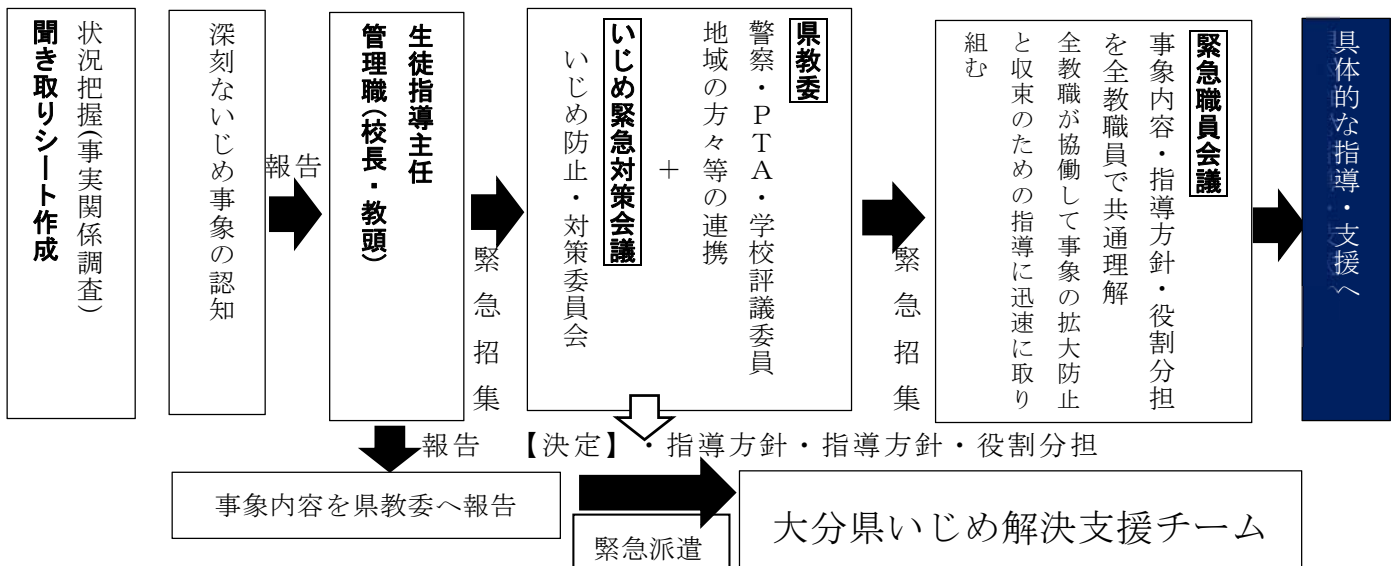 聞き取りシート作成
状況把握(事実関係調査)
深刻ないじめ事象の認知
報告
管理職(校長・教頭)
生徒指導主任
緊急招集
いじめ防止・対策委員会
いじめ緊急対策会議
+
地域の方々等の連携
警察・PTA・学校評議委員
県教委
緊急招集
緊急職員会議
事象内容・指導方針・役割分担
を全教職員で共通理解
全教職が協働して事象の拡大防止
と収束のための指導に迅速に取り
組む
具体的な指導・支援へ
報告
【決定】・指導方針・指導方針・役割分担
事象内容を県教委へ報告
緊急派遣
大分県いじめ解決支援チーム